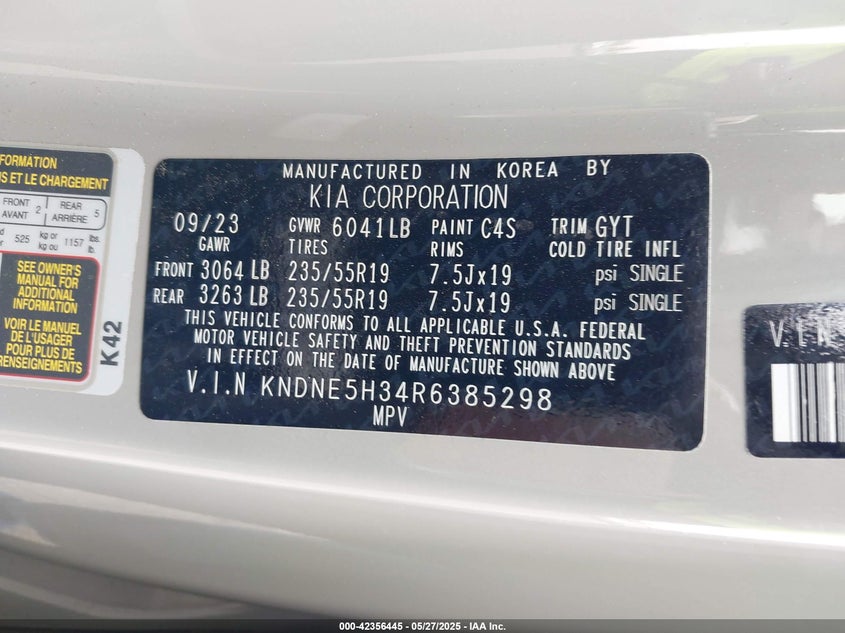 FORMATION
S ET LE CHARGEMENT
FRONT
AVANT 2 REAR
ARRIÈRE 5
525 kg or
kg ou 1157 lbs.
lb.
SEE OWNER'S
MANUAL FOR
ADDITIONAL
INFORMATION
VOIR LE MANUEL
DE L'USAGER
POUR PLUS DE
RENSEIGNEMENTS
K42
MANUFACTURED IN KOREA BY
KIA CORPORATION
09/23 GVWR 6041LB PAINT C4S TRIM GYT
GAWR TIRES RIMS COLD TIRE INFL
FRONT 3064 LB 235/55R19 7.5Jx19 psi SINGLE
REAR 3263 LB 235/55R19 7.5Jx19 psi SINGLE
THIS VEHICLE CONFORMS TO ALL APPLICABLE U.S.A. FEDERAL
MOTOR VEHICLE SAFETY AND THEFT PREVENTION STANDARDS
IN EFFECT ON THE DATE OF MANUFACTURE SHOWN ABOVE
V.I.N KNDNE5H34R6385298
MPV
V.I.N
000-42356445 - 05/27/2025 - IAA Inc.